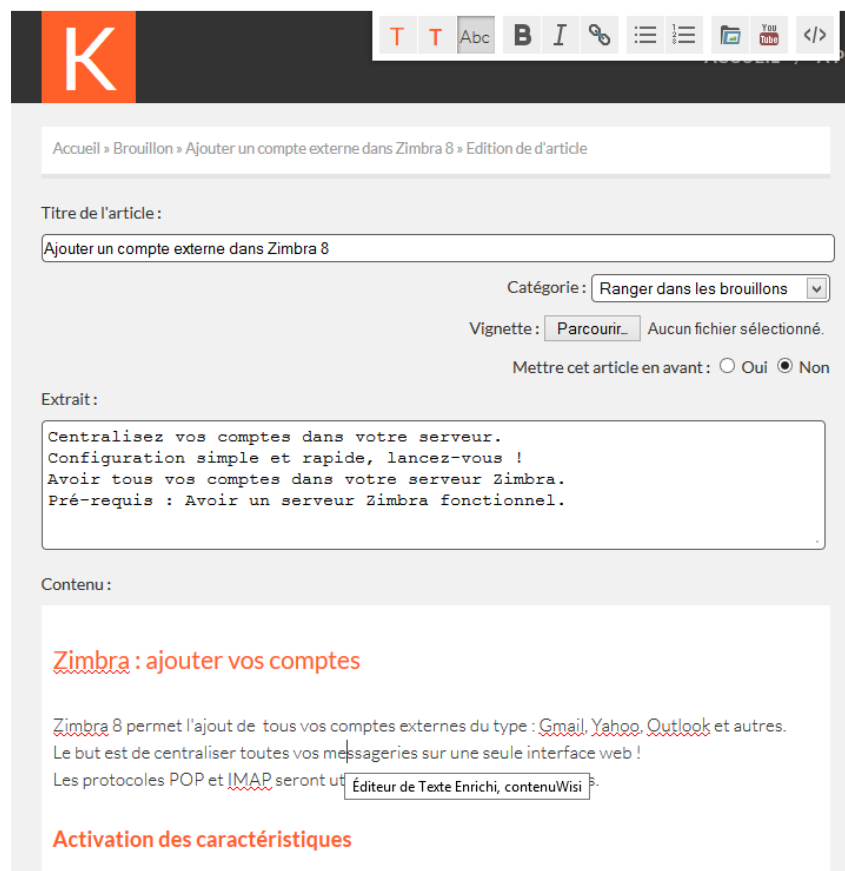 K
T T Abc B I You Tube </>
Accueil » Brouillon » Ajouter un compte externe dans Zimbra 8 » Edition de d'article
Titre de l'article :
Ajouter un compte externe dans Zimbra 8
Catégorie : Ranger dans les brouillons
Vignette : Parcourir... Aucun fichier sélectionné.
Mettre cet article en avant : Oui Non
Extrait :
Centralisez vos comptes dans votre serveur.
Configuration simple et rapide, lancez-vous !
Avoir tous vos comptes dans votre serveur Zimbra.
Pré-requis : Avoir un serveur Zimbra fonctionnel.
Contenu :
Zimbra : ajouter vos comptes
Zimbra 8 permet l'ajout de tous vos comptes externes du type : Gmail, Yahoo, Outlook et autres.
Le but est de centraliser toutes vos messageries sur une seule interface web !
Les protocoles POP et IMAP seront
Éditeur de Texte Enrichi, contenuWisi
Activation des caractéristiques